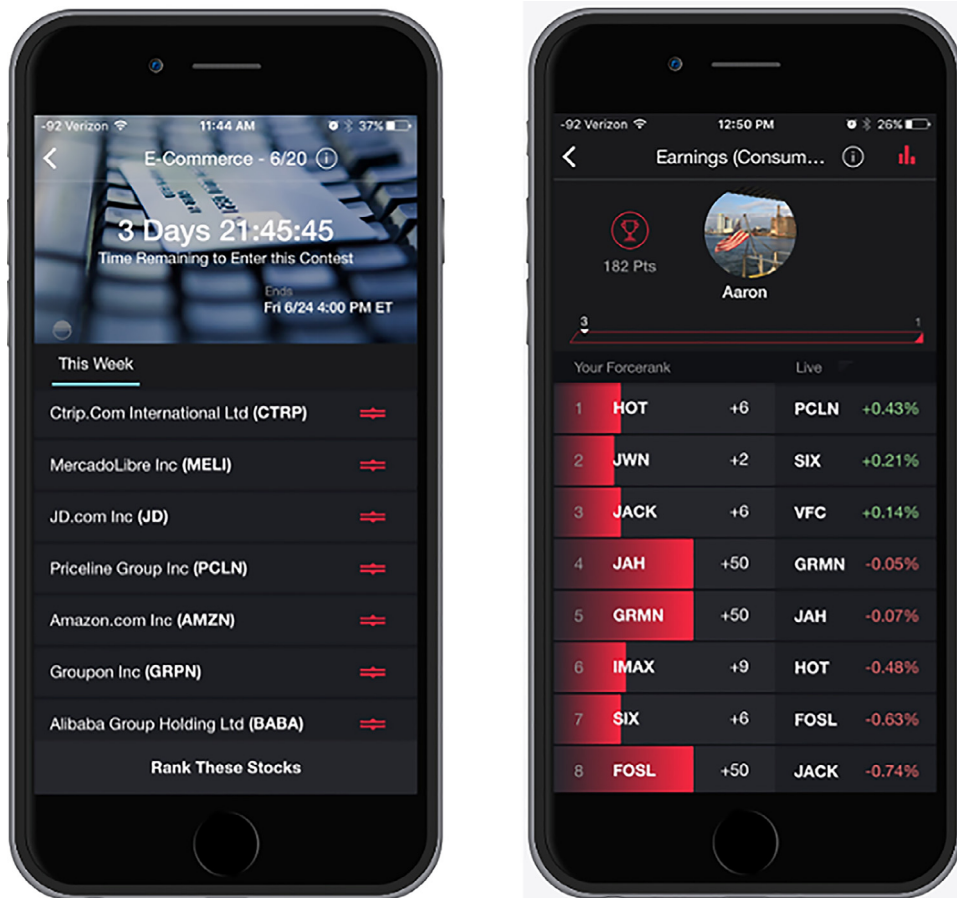 -92 Verizon 11:44 AM 37%
E-Commerce - 6/20
3 Days 21:45:45
Time Remaining to Enter this Contest
Ends
Fri 6/24 4:00 PM ET
This Week
Ctrip.Com International Ltd (CTRP)
MercadoLibre Inc (MELI)
JD.com Inc (JD)
Priceline Group Inc (PCLN)
Amazon.com Inc (AMZN)
Groupon Inc (GRPN)
Alibaba Group Holding Ltd (BABA)
Rank These Stocks
-92 Verizon 12:50 PM 26%
Earnings (Consum...
182 Pts
Aaron
3 1
Your Forcerank Live
1 HOT +6 PCLN +0.43%
2 JWN +2 SIX +0.21%
3 JACK +6 VFC +0.14%
4 JAH +50 GRMN -0.05%
5 GRMN +50 JAH -0.07%
6 IMAX +9 HOT -0.48%
7 SIX +6 FOSL -0.63%
8 FOSL +50 JACK -0.74%